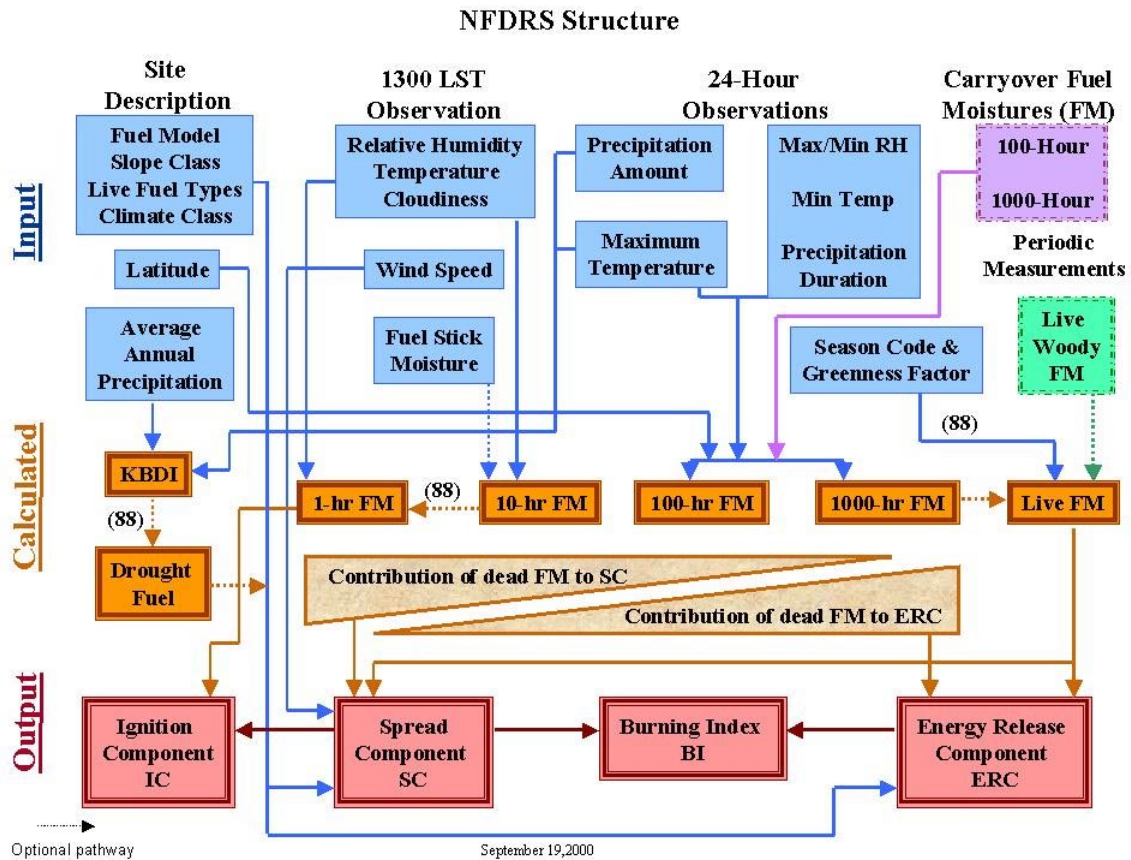 NFDRS Structure
Site
Description
1300 LST
Observation
24-Hour
Observations
Carryover Fuel
Moistures (FM)
Input
Fuel Model
Slope Class
Live Fuel Types
Climate Class
Relative Humidity
Temperature
Cloudiness
Precipitation
Amount
Max/Min RH
Min Temp
Precipitation
Duration
100-Hour
1000-Hour
Latitude
Wind Speed
Maximum
Temperature
Periodic
Measurements
Average
Annual
Precipitation
Fuel Stick
Moisture
Season Code &
Greenness Factor
Live
Woody
FM
(88)
Calculated
KBDI
1-hr FM
(88)
10-hr FM
100-hr FM
1000-hr FM
Live FM
(88)
Drought
Fuel
Contribution of dead FM to SC
Contribution of dead FM to ERC
Output
Ignition
Component
IC
Spread
Component
SC
Burning Index
BI
Energy Release
Component
ERC
Optional pathway
September 19,2000